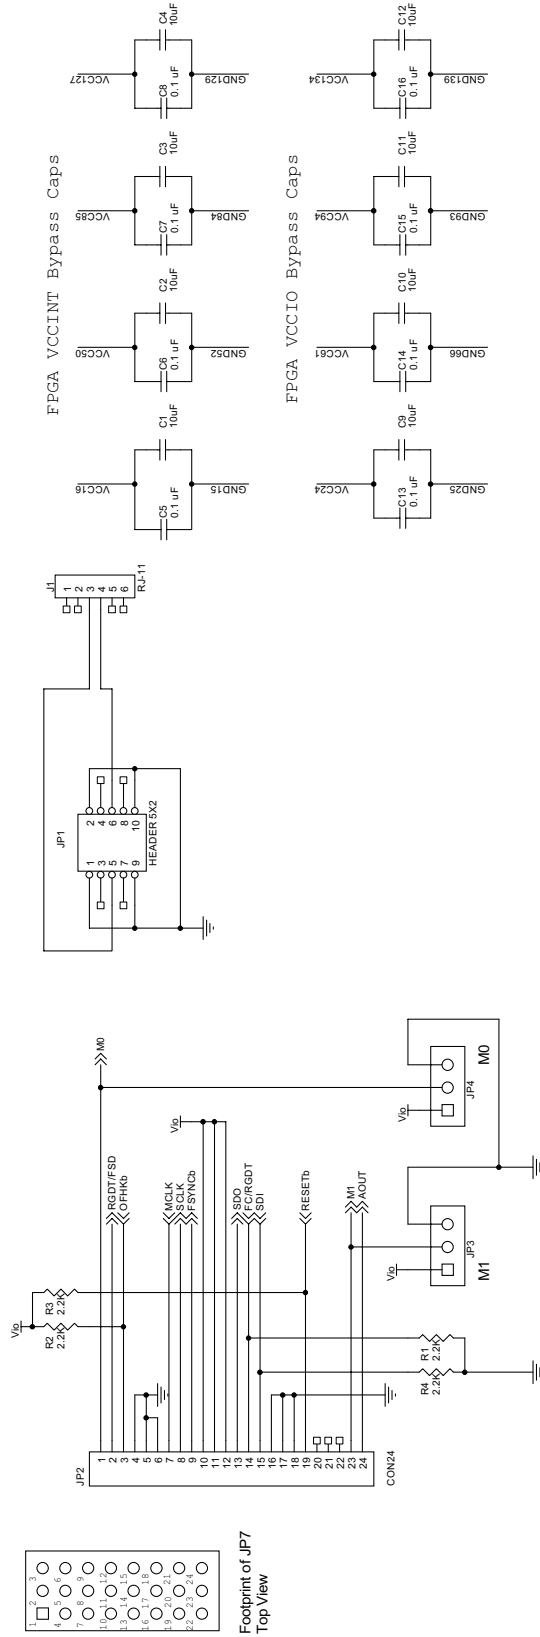 Footprint of JP7
Top View
1
2
3
4
5
6
7
8
9
10
11
12
13
14
15
16
17
18
19
20
21
22
23
24
JP2
1
2
3
4
5
6
7
8
9
10
11
12
13
14
15
16
17
18
19
20
21
22
23
24
CON24
Vio
R2
2.2K
R3
2.2K
M0
RGDT/FSD
OFHKb
MCLK
SCLK
FSYNCb
Vio
SDO
FC/RGDT
SDI
RESETb
M1
AOUT
R4
2.2K
R1
2.2K
Vio
JP3
M1
Vio
JP4
M0
JP1
1
3
5
7
9
2
4
6
8
10
HEADER 5X2
J1
1
2
3
4
5
6
RJ-11
FPGA VCCINT Bypass Caps
VCC16
C5
0.1 uF
C1
10uF
GND15
VCC50
C6
0.1 uF
C2
10uF
GND52
VCC85
C7
0.1 uF
C3
10uF
GND84
VCC127
C8
0.1 uF
C4
10uF
GND129
FPGA VCCIO Bypass Caps
VCC24
C13
0.1 uF
C9
10uF
GND25
VCC61
C14
0.1 uF
C10
10uF
GND66
VCC94
C15
0.1 uF
C11
10uF
GND93
VCC134
C16
0.1 uF
C12
10uF
GND139